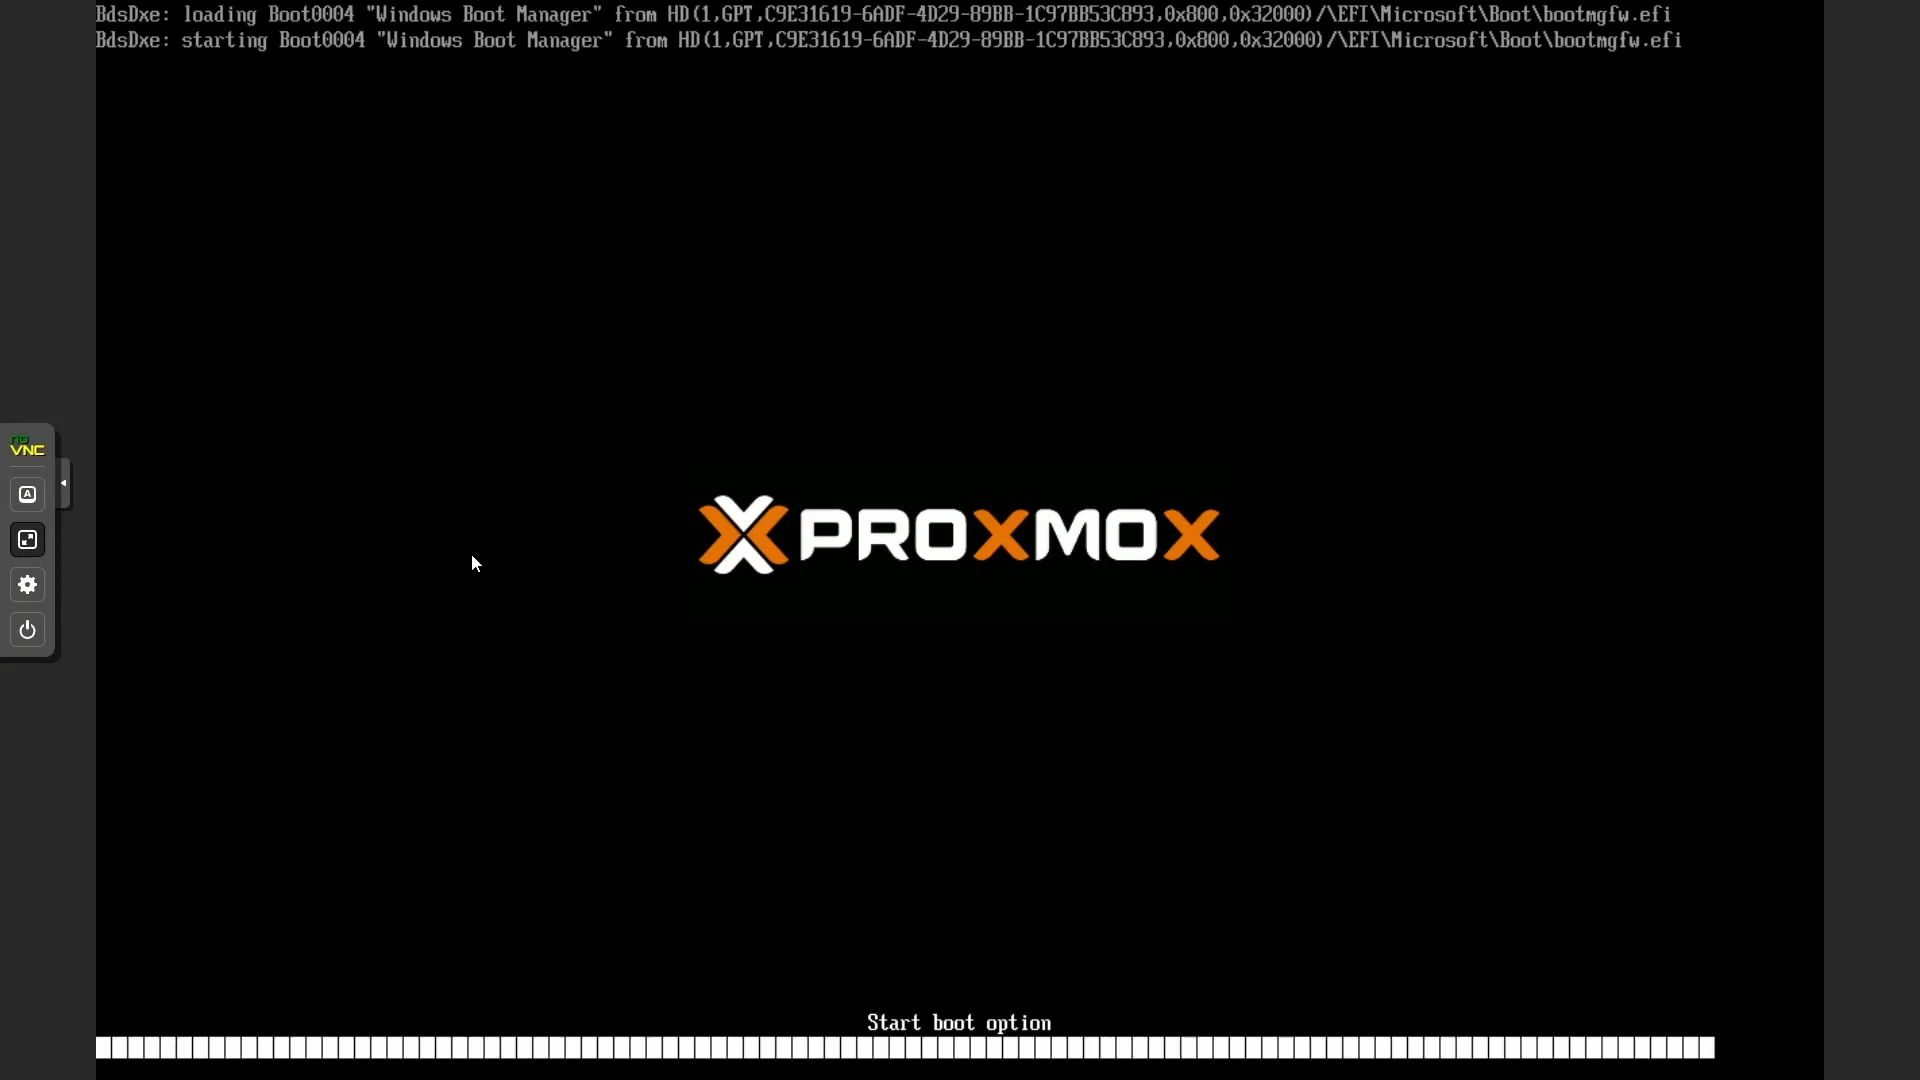 BdsDxe: loading Boot0004 "Windows Boot Manager" from HD(1,GPT,C9E31619-6ADF-4D29-89BB-1C97BB53C893,0x800,0x32000)/\EFI\Microsoft\Boot\bootmgfw.efi
BdsDxe: starting Boot0004 "Windows Boot Manager" from HD(1,GPT,C9E31619-6ADF-4D29-89BB-1C97BB53C893,0x800,0x32000)/\EFI\Microsoft\Boot\bootmgfw.efi
no
VNC
A
PROXMOX
Start boot option